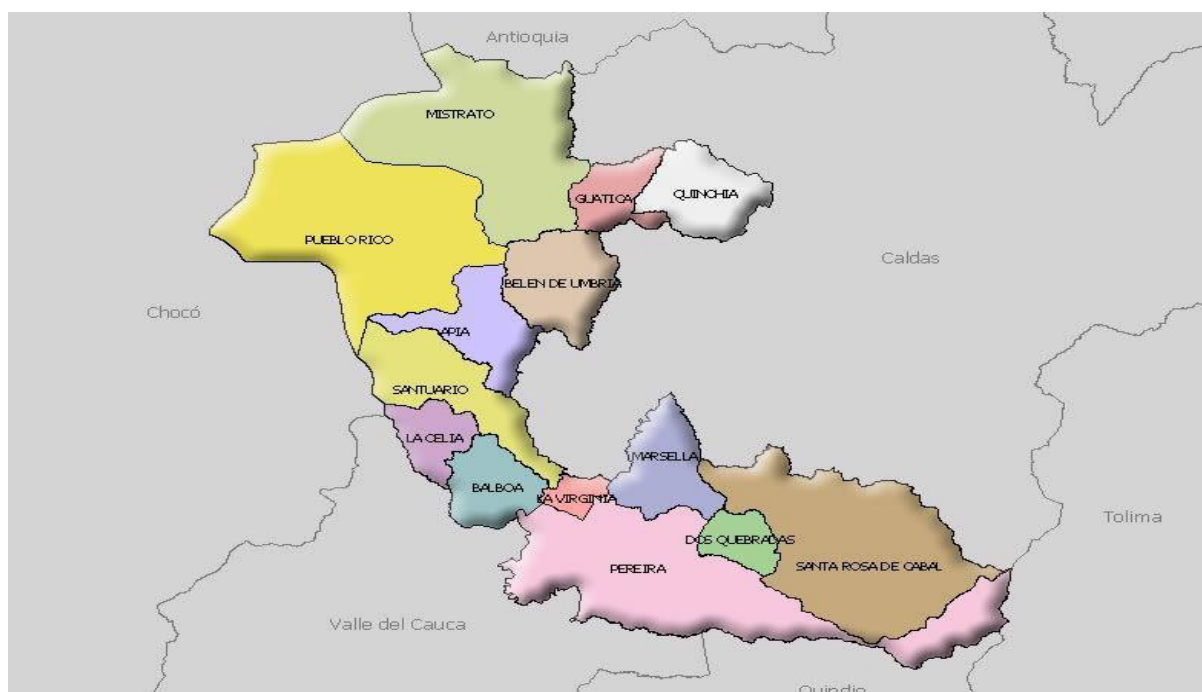 Antioquia
MISTRATO
GUATICA
QUINCHIA
PUEBLO RICO
Caldas
BELEN DE UMBRIA
Chocó
APIA
SANTUARIO
LA CELIA
MARSELLA
BALBOA
LA VIRGINIA
Tolima
DOS QUEBRADAS
PEREIRA
SANTA ROSA DE CABAL
Valle del Cauca
Quindio